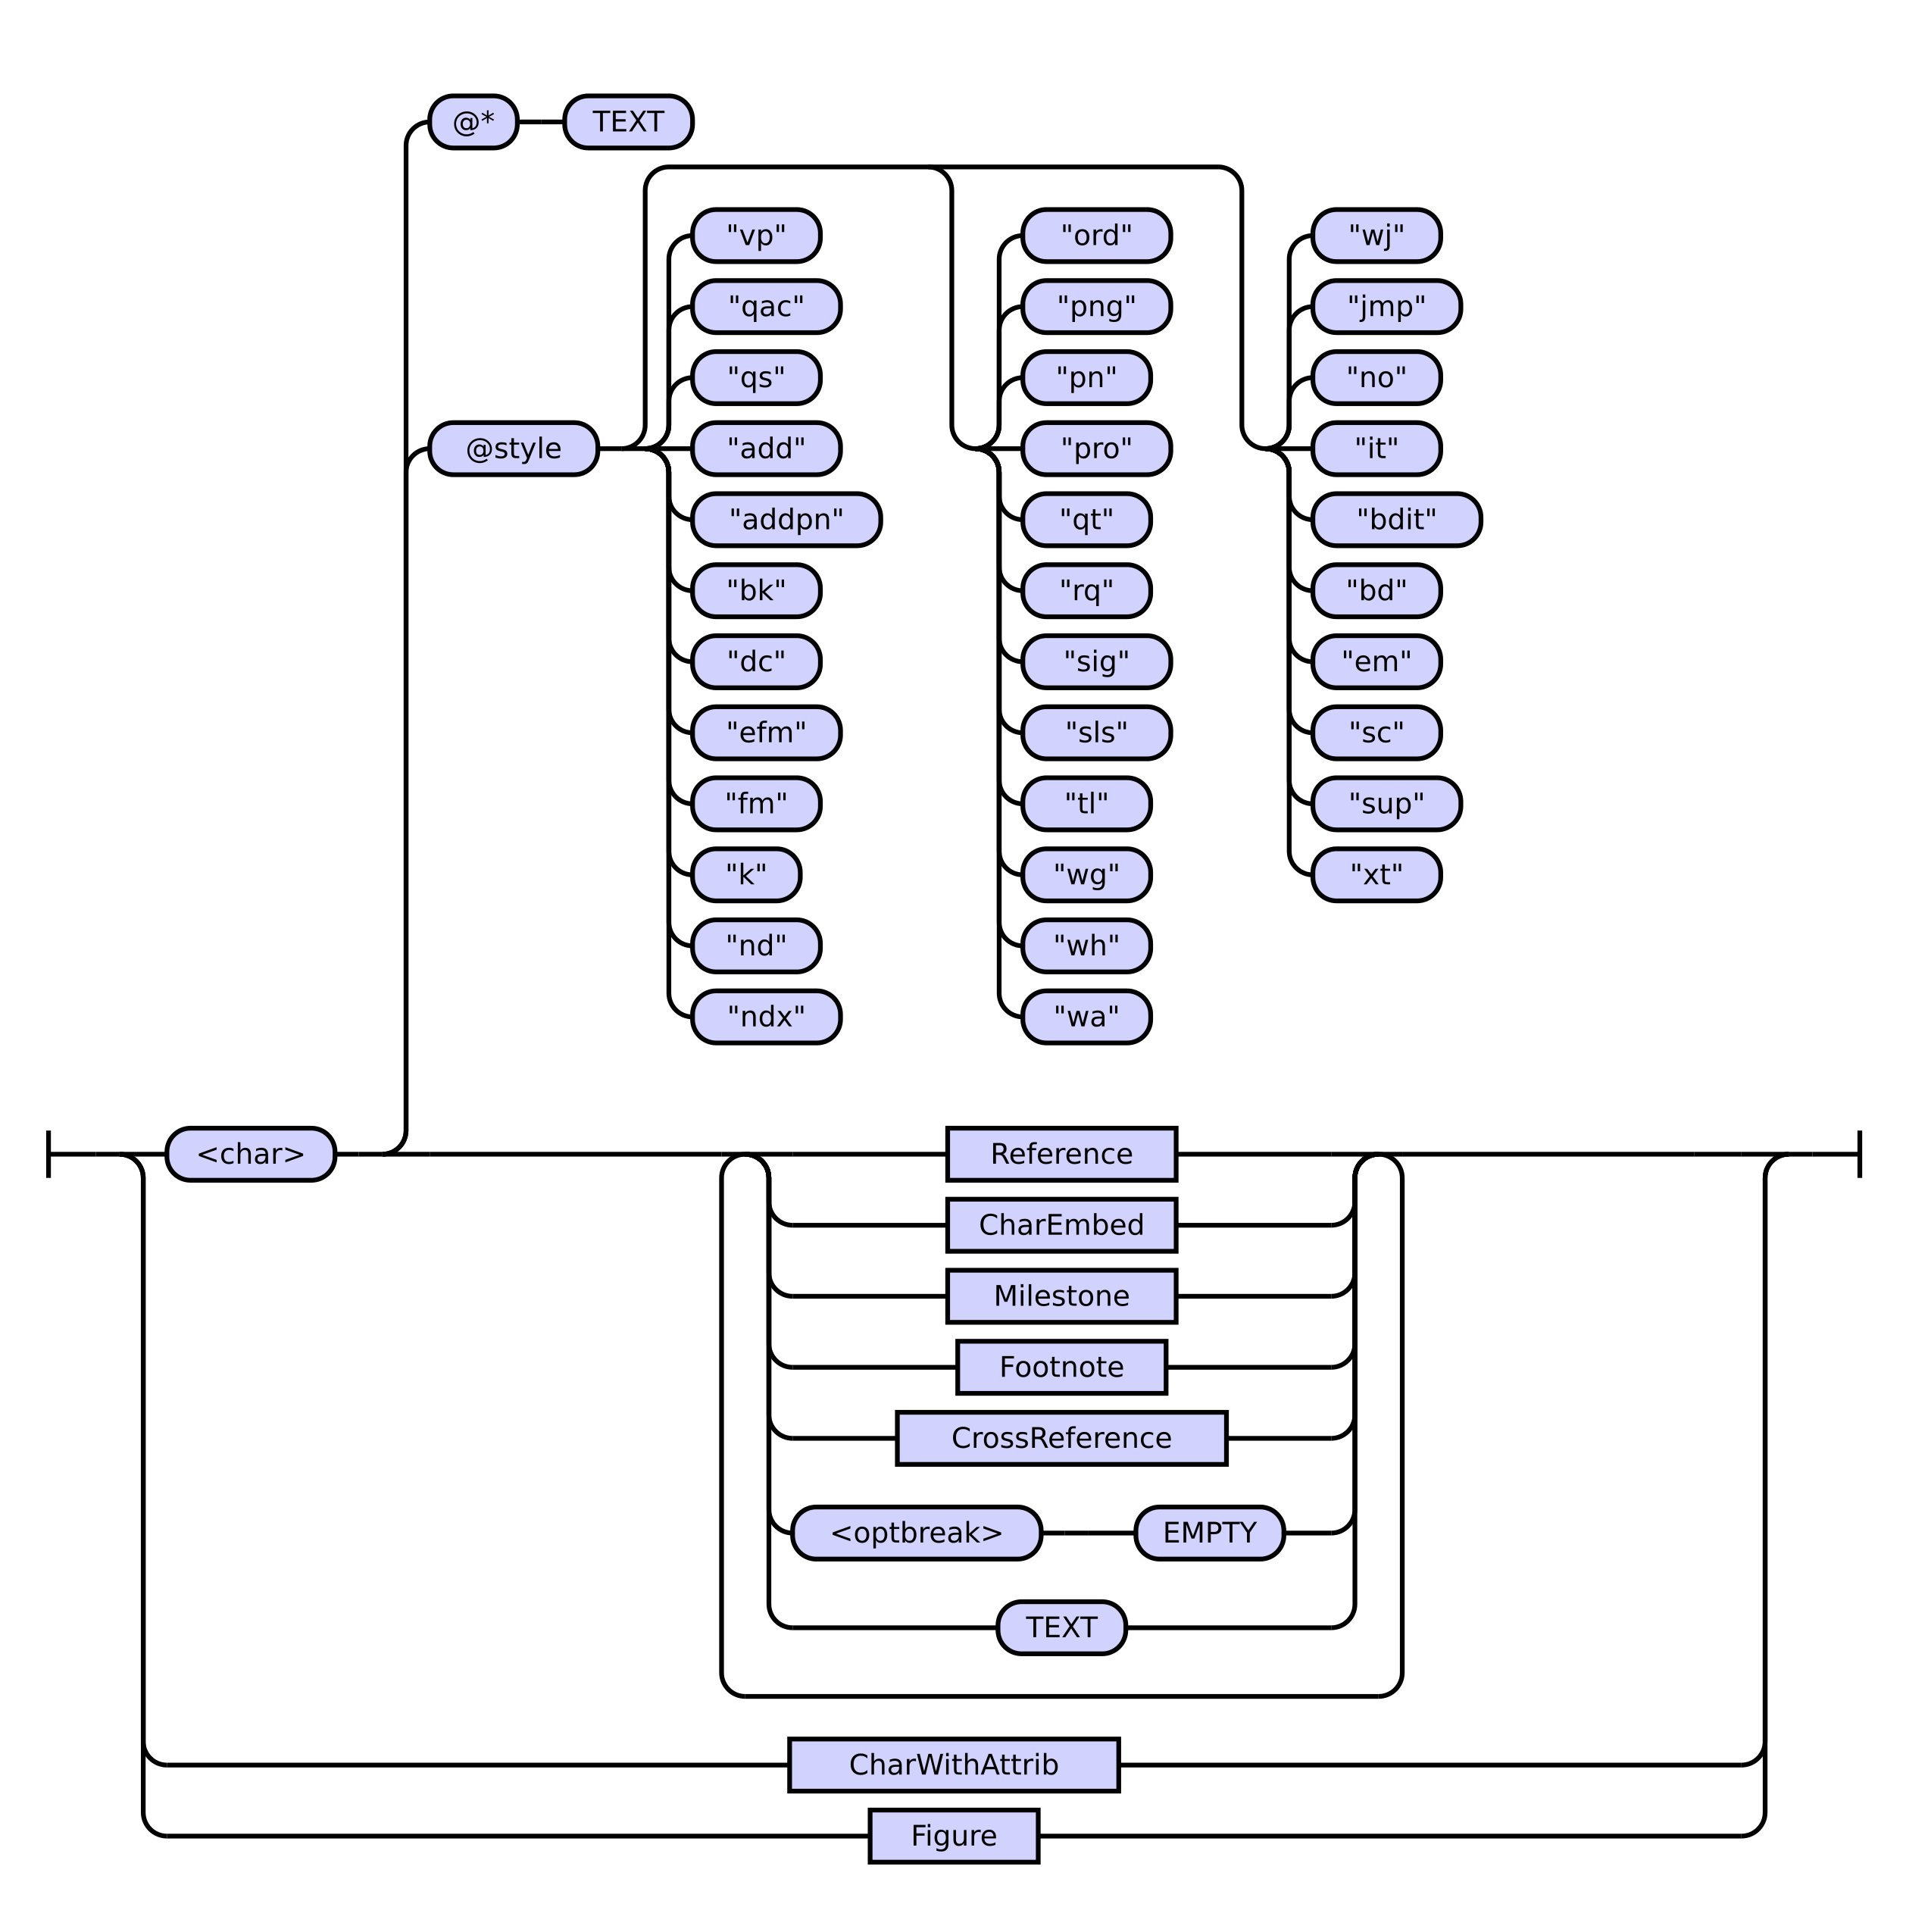 @* TEXT
"vp" "ord" "wj"
"qac" "png" "jmp"
"qs" "pn" "no"
@style "add" "pro" "it"
"addpn" "qt" "bdit"
"bk" "rq" "bd"
"dc" "sig" "em"
"efm" "sls" "sc"
"fm" "tl" "sup"
"k" "wg" "xt"
"nd" "wh"
"ndx" "wa"
<char> Reference
CharEmbed
Milestone
Footnote
CrossReference
<optbreak> EMPTY
TEXT
CharWithAttrib
Figure